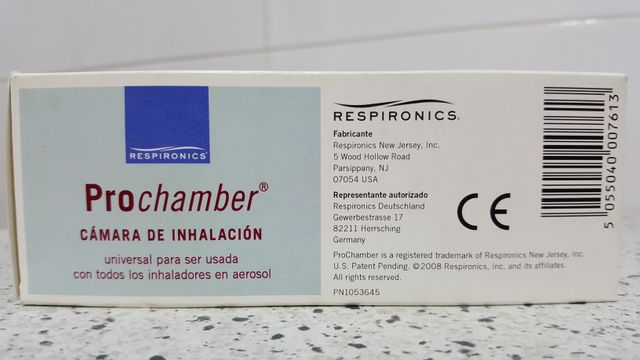 RESPIRONICS®
Prochamber®
CÁMARA DE INHALACIÓN
universal para ser usada
con todos los inhaladores en aerosol
RESPIRONICS®
Fabricante
Respironics New Jersey, Inc.
5 Wood Hollow Road
Parsippany, NJ
07054 USA
Representante autorizado
Respironics Deutschland
Gewerbestrasse 17
82211 Herrsching
Germany
CE
ProChamber is a registered trademark of Respironics New Jersey, Inc.
U.S. Patent Pending. ©2008 Respironics, Inc. and its affiliates.
All rights reserved.
PN1053645
5 055040 007613